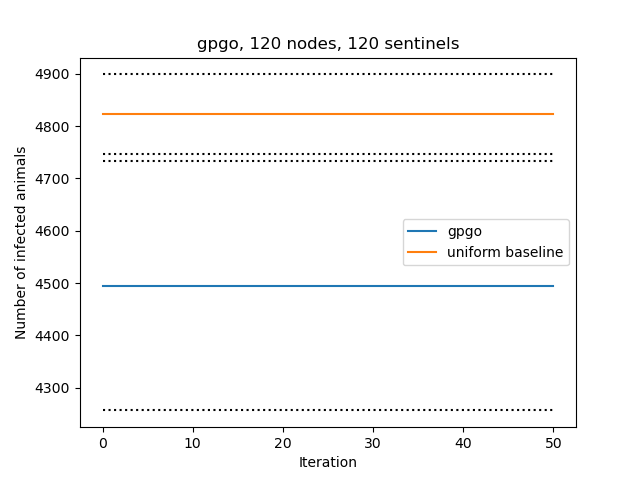 gpgo, 120 nodes, 120 sentinels
4900
4800
4700
4600
4500
4400
4300
Number of infected animals
gpgo
uniform baseline
0 10 20 30 40 50
Iteration